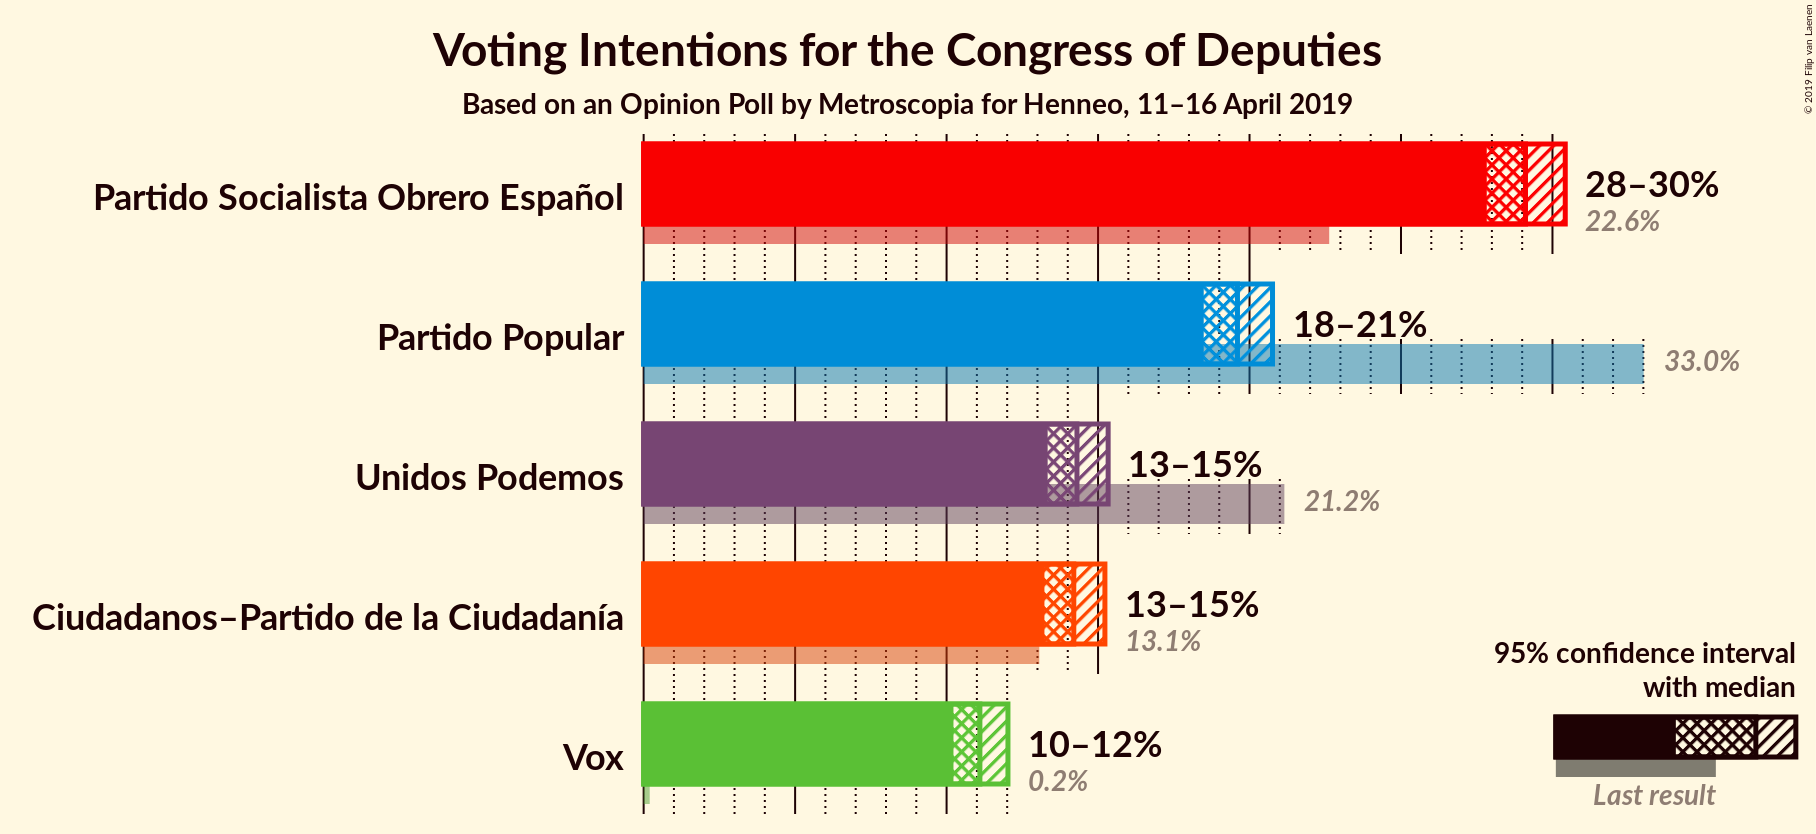 Voting Intentions for the Congress of Deputies
Based on an Opinion Poll by Metroscopia for Henneo, 11–16 April 2019
© 2019 Filip van Laenen
Partido Socialista Obrero Español
28–30%
22.6%
Partido Popular
18–21%
33.0%
Unidos Podemos
13–15%
21.2%
Ciudadanos–Partido de la Ciudadanía
13–15%
13.1%
Vox
10–12%
0.2%
95% confidence interval
with median
Last result